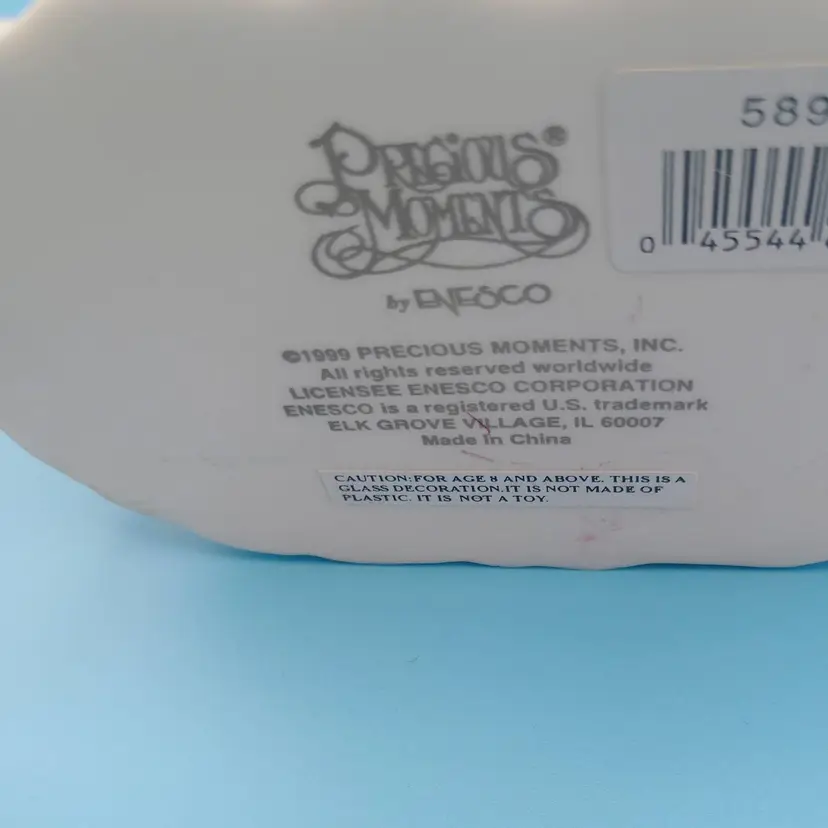 PRECIOUS®
MOMENTS
by ENESCO
589
0 45544
©1999 PRECIOUS MOMENTS, INC.
All rights reserved worldwide
LICENSEE ENESCO CORPORATION
ENESCO is a registered U.S. trademark
ELK GROVE VILLAGE, IL 60007
Made in China
CAUTION:FOR AGE 8 AND ABOVE. THIS IS A
GLASS DECORATION.IT IS NOT MADE OF
PLASTIC. IT IS NOT A TOY.